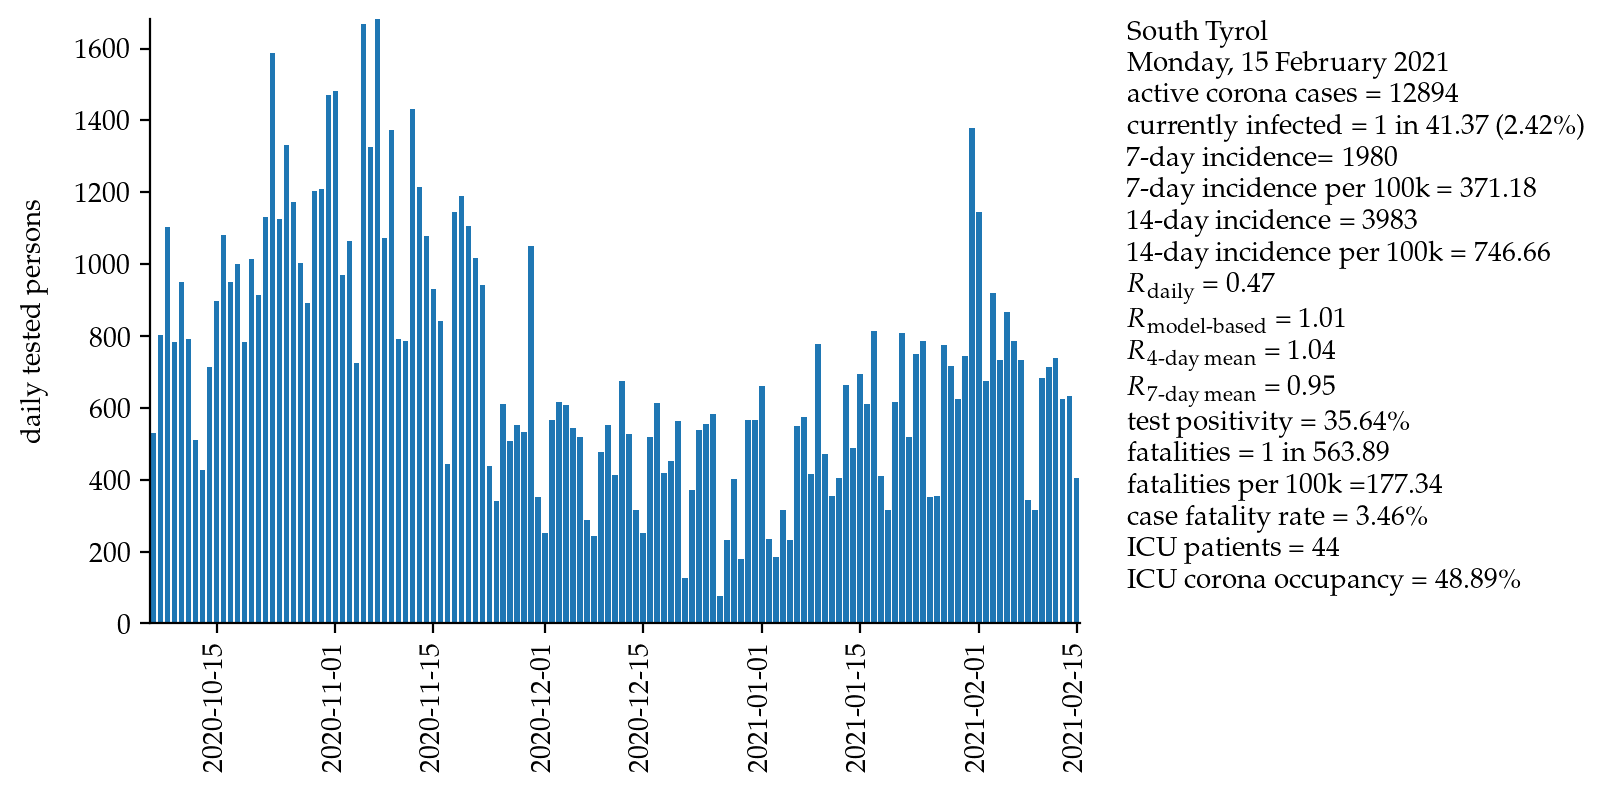 daily tested persons
1600
1400
1200
1000
800
600
400
200
0
2020-10-15
2020-11-01
2020-11-15
2020-12-01
2020-12-15
2021-01-01
2021-01-15
2021-02-01
2021-02-15
South Tyrol
Monday, 15 February 2021
active corona cases = 12894
currently infected = 1 in 41.37 (2.42%)
7-day incidence= 1980
7-day incidence per 100k = 371.18
14-day incidence = 3983
14-day incidence per 100k = 746.66
R daily = 0.47
R model-based = 1.01
R 4-day mean = 1.04
R 7-day mean = 0.95
test positivity = 35.64%
fatalities = 1 in 563.89
fatalities per 100k =177.34
case fatality rate = 3.46%
ICU patients = 44
ICU corona occupancy = 48.89%